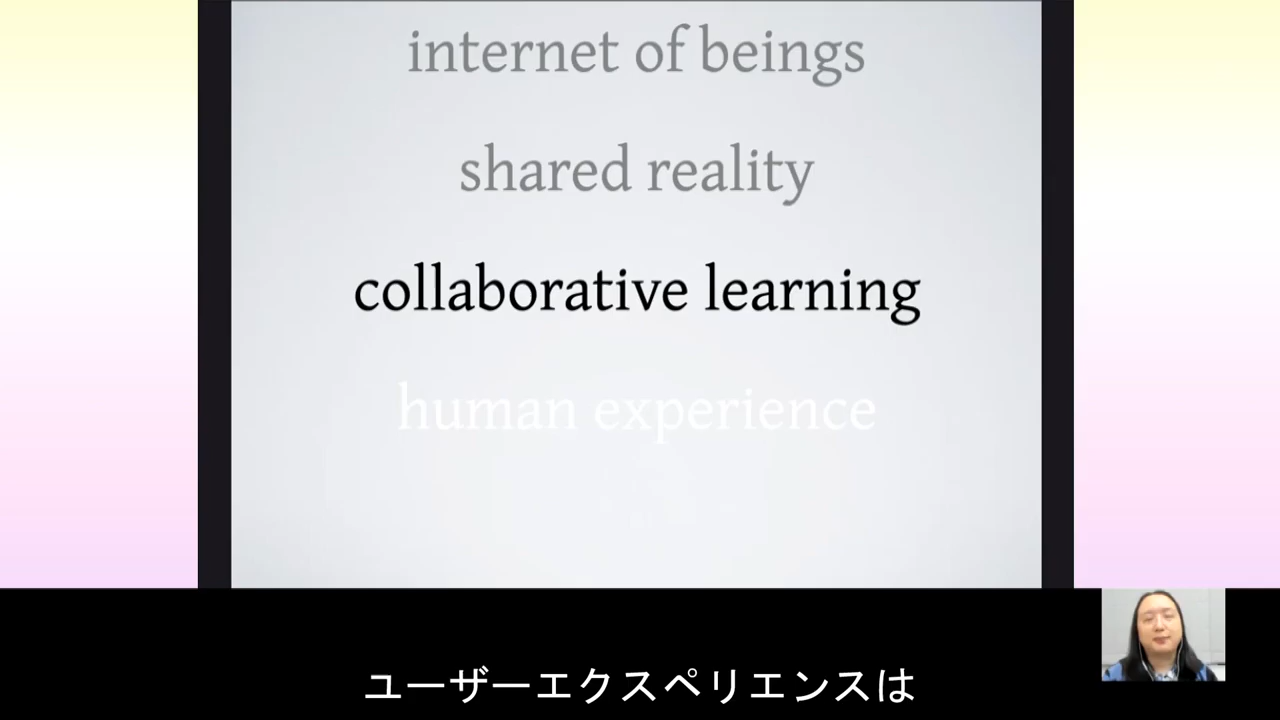 internet of beings
shared reality
collaborative learning
human experience
ユーザーエクスペリエンスは